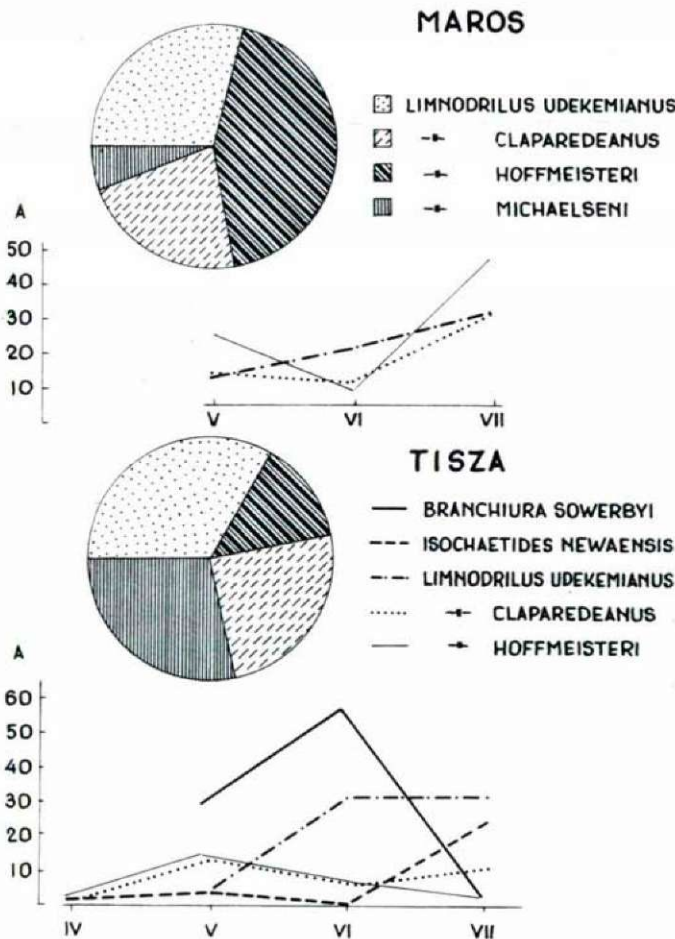 MAROS
LIMNODRILUS UDEKEMIANUS
CLAPAREDEANUS
HOFFMEISTERI
MICHAELSENI
A
50
40
30
20
10
V VI VII
TISZA
BRANCHIURA SOWERBYI
ISOCHAETIDES NEWAENSIS
LIMNODRILUS UDEKEMIANUS
CLAPAREDEANUS
HOFFMEISTERI
A
60
50
40
30
20
10
IV V VI VII